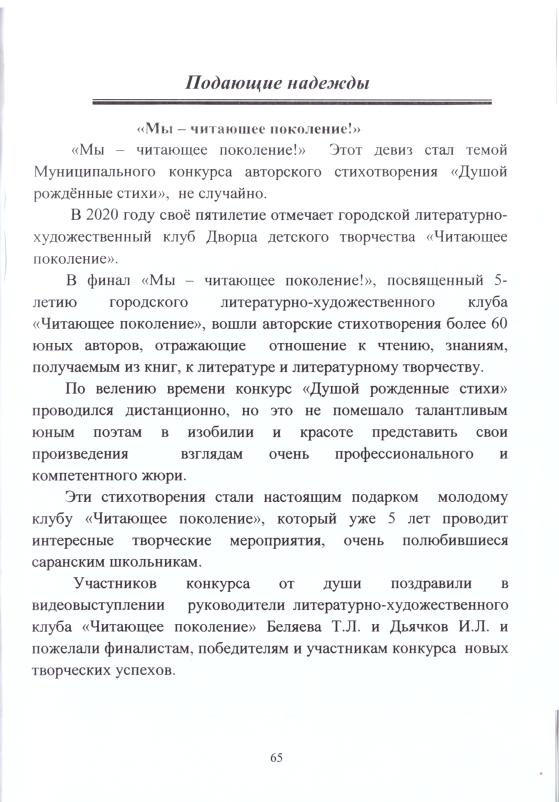 Подающие надежды
«Мы – читающее поколение!»
«Мы – читающее поколение!» Этот девиз стал темой
Муниципального конкурса авторского стихотворения «Душой
рождённые стихи», не случайно.
В 2020 году своё пятилетие отмечает городской литературно-
художественный клуб Дворца детского творчества «Читающее
поколение».
В финал «Мы – читающее поколение!», посвященный 5-
летию городского литературно-художественного клуба
«Читающее поколение», вошли авторские стихотворения более 60
юных авторов, отражающие отношение к чтению, знаниям,
получаемым из книг, к литературе и литературному творчеству.
По велению времени конкурс «Душой рожденные стихи»
проводился дистанционно, но это не помешало талантливым
юным поэтам в изобилии и красоте представить свои
произведения взглядам очень профессионального и
компетентного жюри.
Эти стихотворения стали настоящим подарком молодому
клубу «Читающее поколение», который уже 5 лет проводит
интересные творческие мероприятия, очень полюбившиеся
саранским школьникам.
Участников конкурса от души поздравили в
видеовыступлении руководители литературно-художественного
клуба «Читающее поколение» Беляева Т.Л. и Дьячков И.Л. и
пожелали финалистам, победителям и участникам конкурса новых
творческих успехов.
65